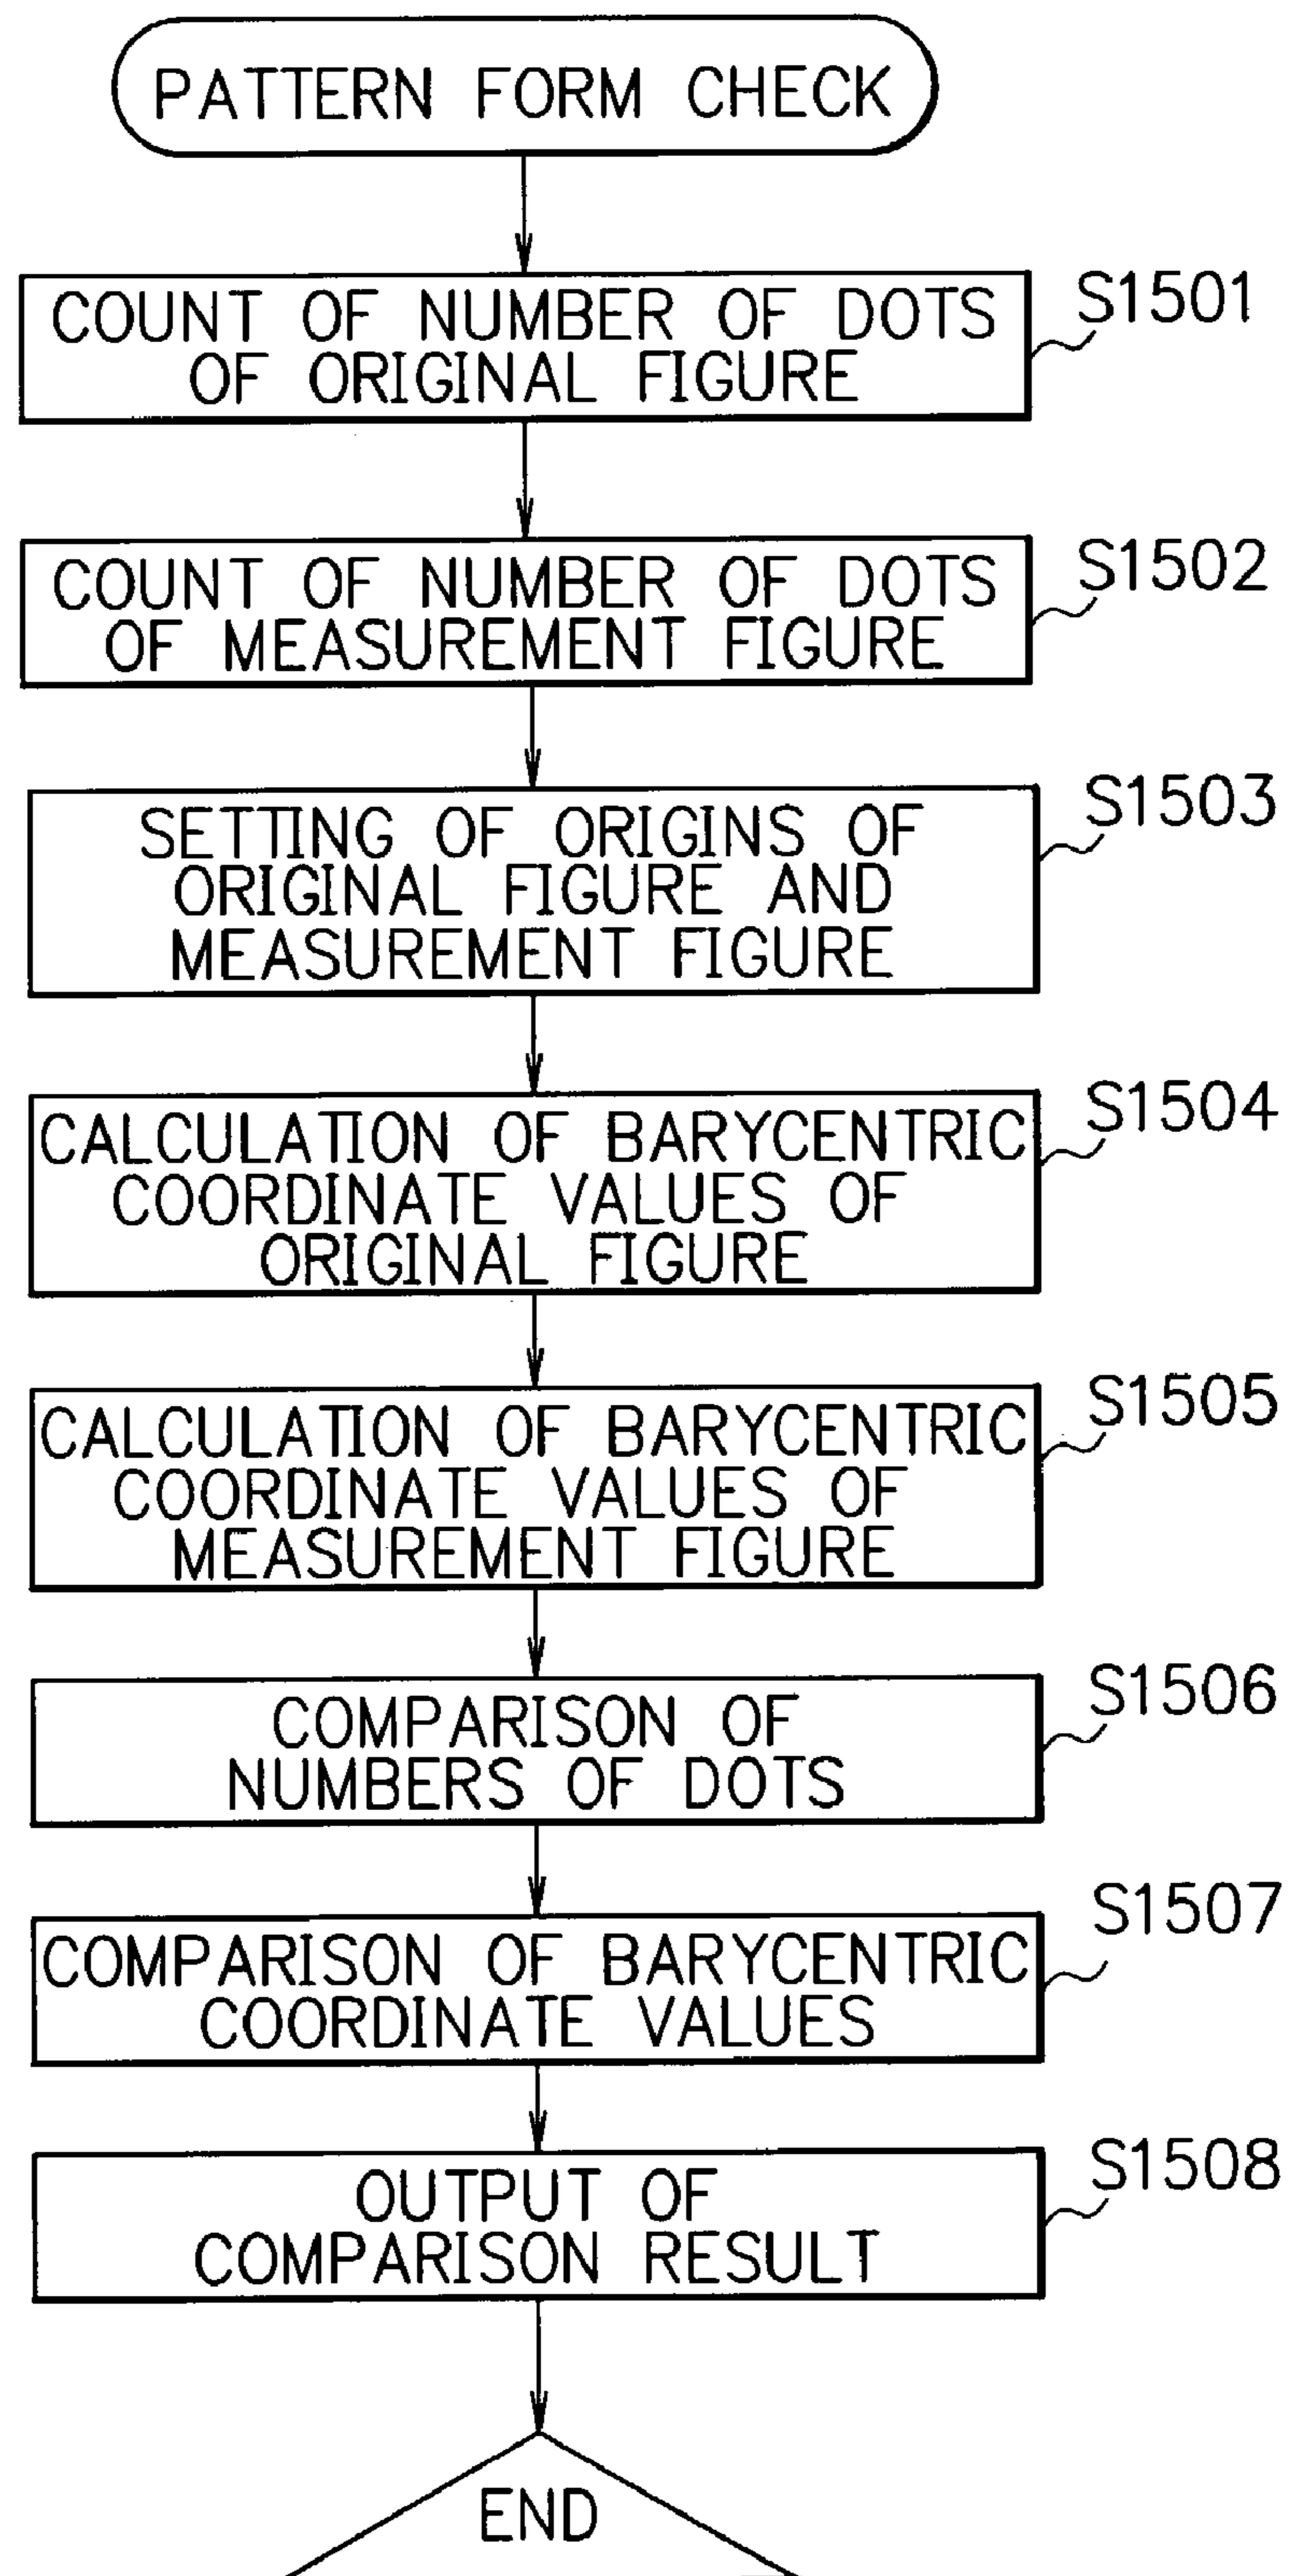 PATTERN FORM CHECK
COUNT OF NUMBER OF DOTS
OF ORIGINAL FIGURE
S1501
COUNT OF NUMBER OF DOTS
OF MEASUREMENT FIGURE
S1502
SETTING OF ORIGINS OF
ORIGINAL FIGURE AND
MEASUREMENT FIGURE
S1503
CALCULATION OF BARYCENTRIC
COORDINATE VALUES OF
ORIGINAL FIGURE
S1504
CALCULATION OF BARYCENTRIC
COORDINATE VALUES OF
MEASUREMENT FIGURE
S1505
COMPARISON OF
NUMBERS OF DOTS
S1506
COMPARISON OF BARYCENTRIC
COORDINATE VALUES
S1507
OUTPUT OF
COMPARISON RESULT
S1508
END